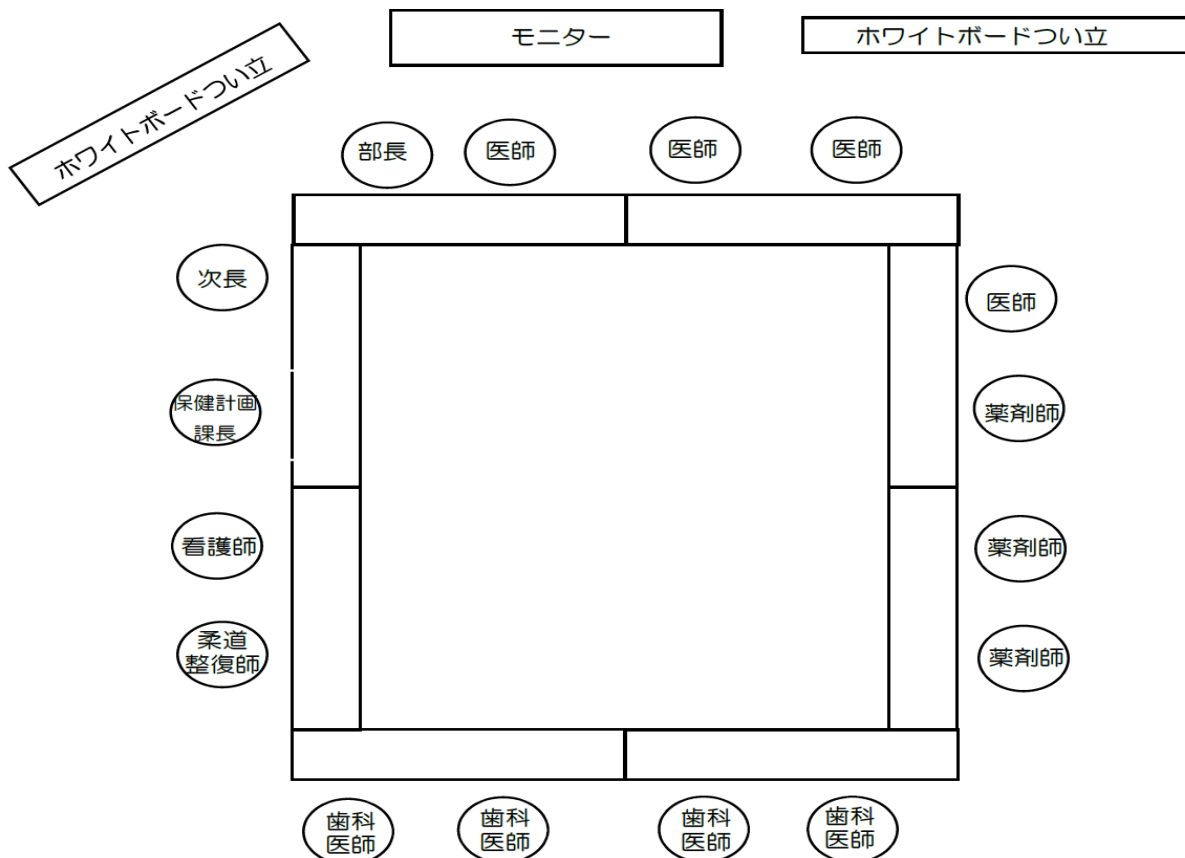 モニター
ホワイトボードつい立
ホワイトボードつい立
部長
医師
医師
医師
次長
医師
保健計画
課長
薬剤師
看護師
薬剤師
柔道
整復師
薬剤師
歯科
医師
歯科
医師
歯科
医師
歯科
医師